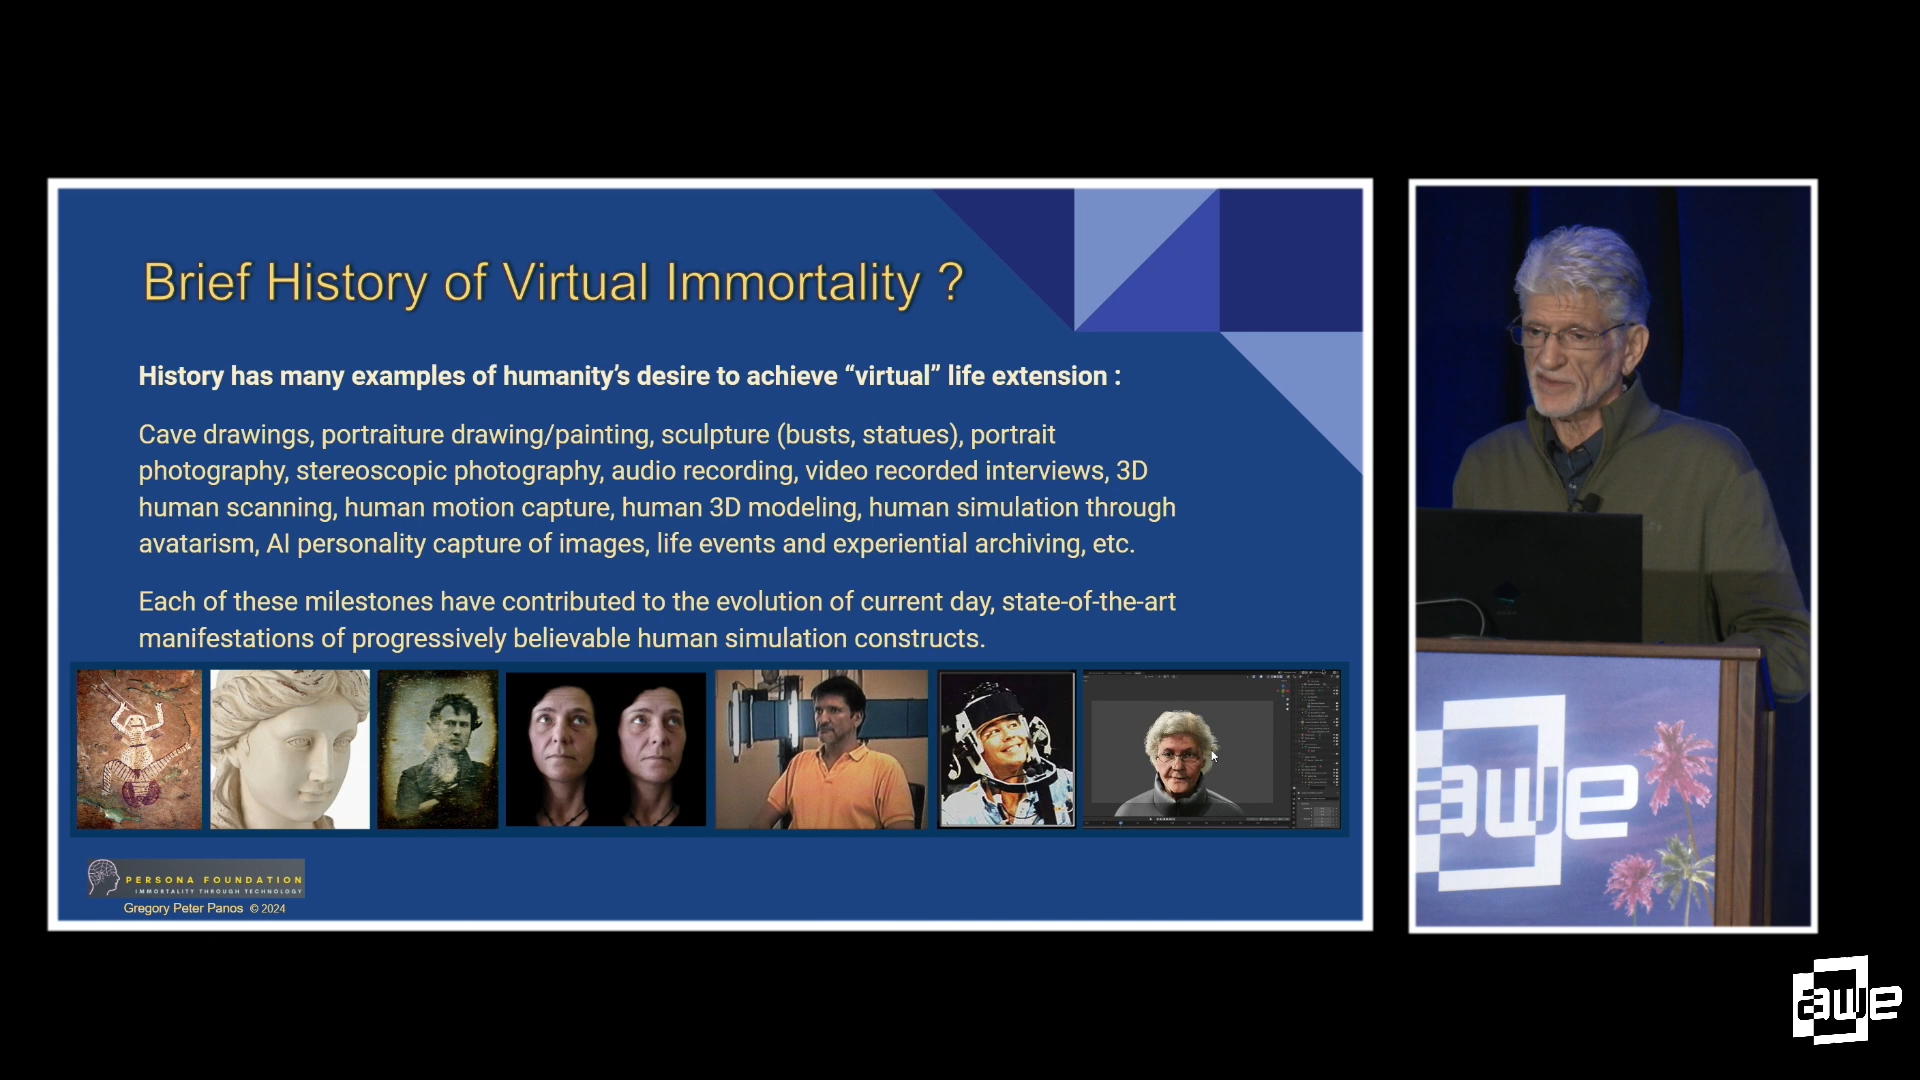 Brief History of Virtual Immortality ?
History has many examples of humanity’s desire to achieve “virtual” life extension :
Cave drawings, portraiture drawing/painting, sculpture (busts, statues), portrait
photography, stereoscopic photography, audio recording, video recorded interviews, 3D
human scanning, human motion capture, human 3D modeling, human simulation through
avatarism, AI personality capture of images, life events and experiential archiving, etc.
Each of these milestones have contributed to the evolution of current day, state-of-the-art
manifestations of progressively believable human simulation constructs.
PERSONA FOUNDATION
IMMORTALITY THROUGH TECHNOLOGY
Gregory Peter Panos © 2024
awe
awe